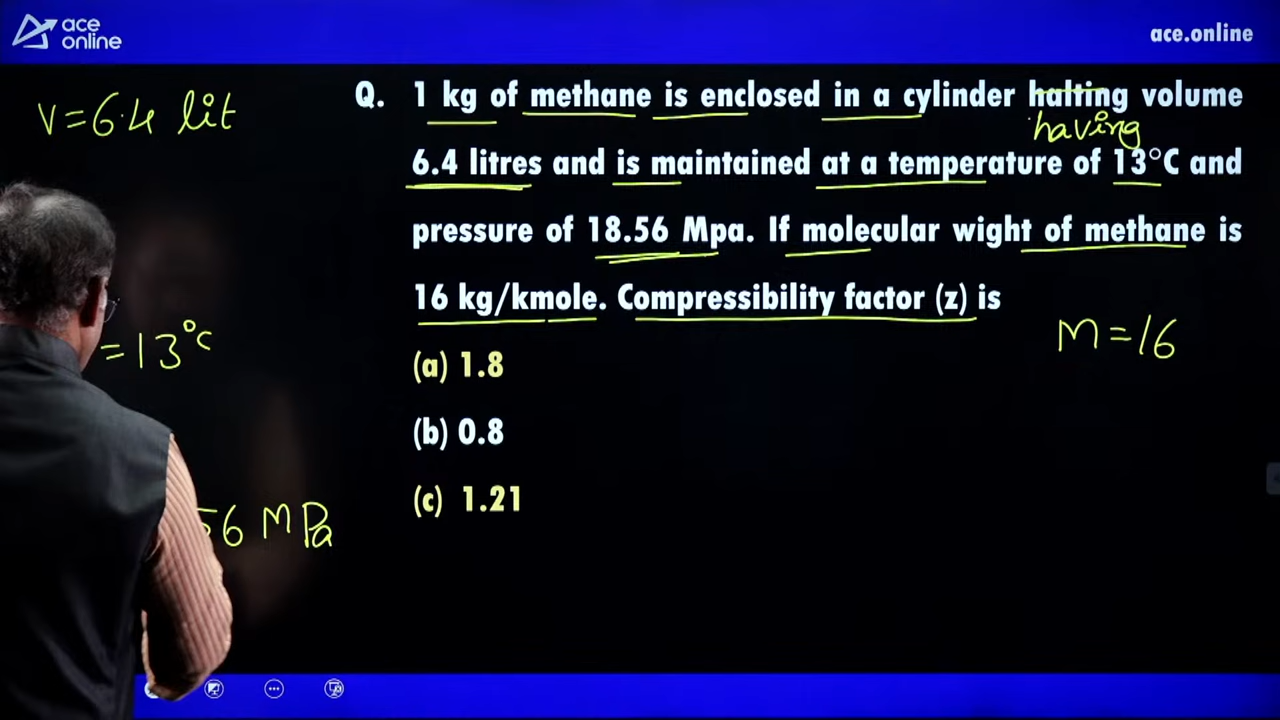 ace
online
ace.online
V=6.4 lit
Q. 1 kg of methane is enclosed in a cylinder halting volume
having
6.4 litres and is maintained at a temperature of 13°C and
pressure of 18.56 Mpa. If molecular wight of methane is
16 kg/kmole. Compressibility factor (z) is
M=16
=13°C
(a) 1.8
(b) 0.8
(c) 1.21
56 MPa